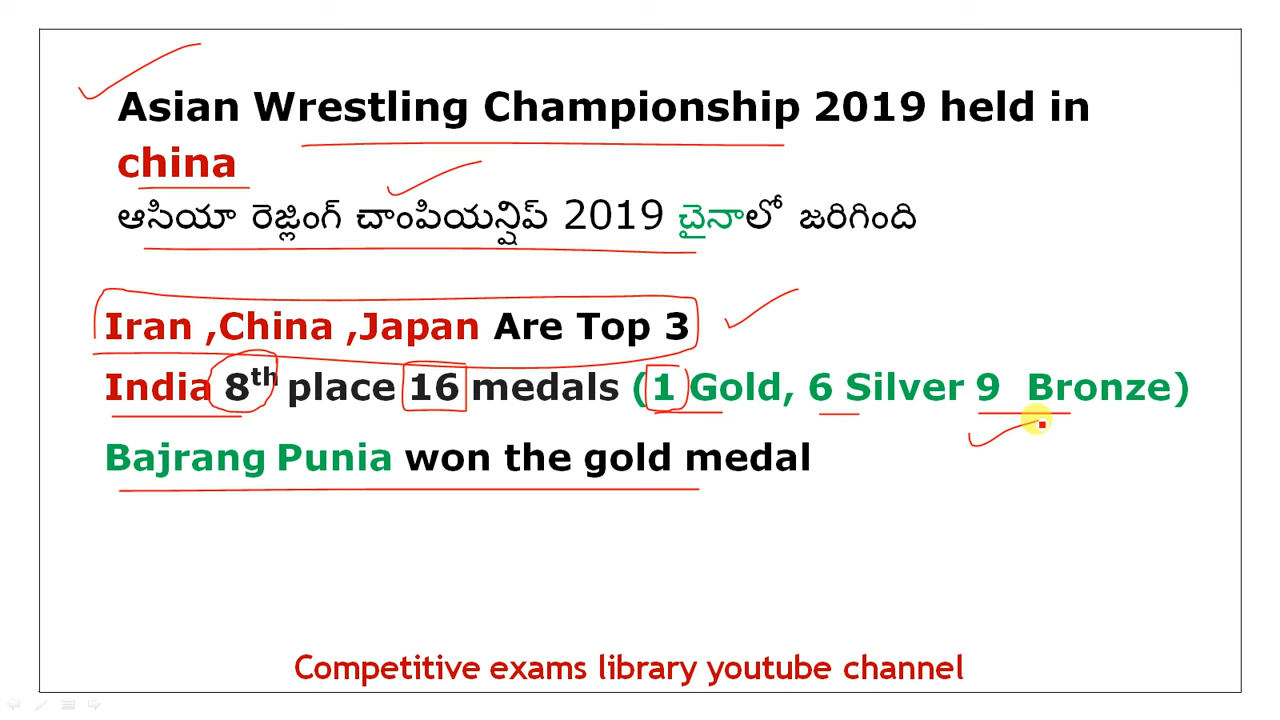 Asian Wrestling Championship 2019 held in
china
ఆసియా రెజ్లింగ్ చాంపియన్షిప్ 2019 చైనాలో జరిగింది
Iran ,China ,Japan Are Top 3
India 8th place 16 medals (1 Gold, 6 Silver 9 Bronze)
Bajrang Punia won the gold medal
Competitive exams library youtube channel